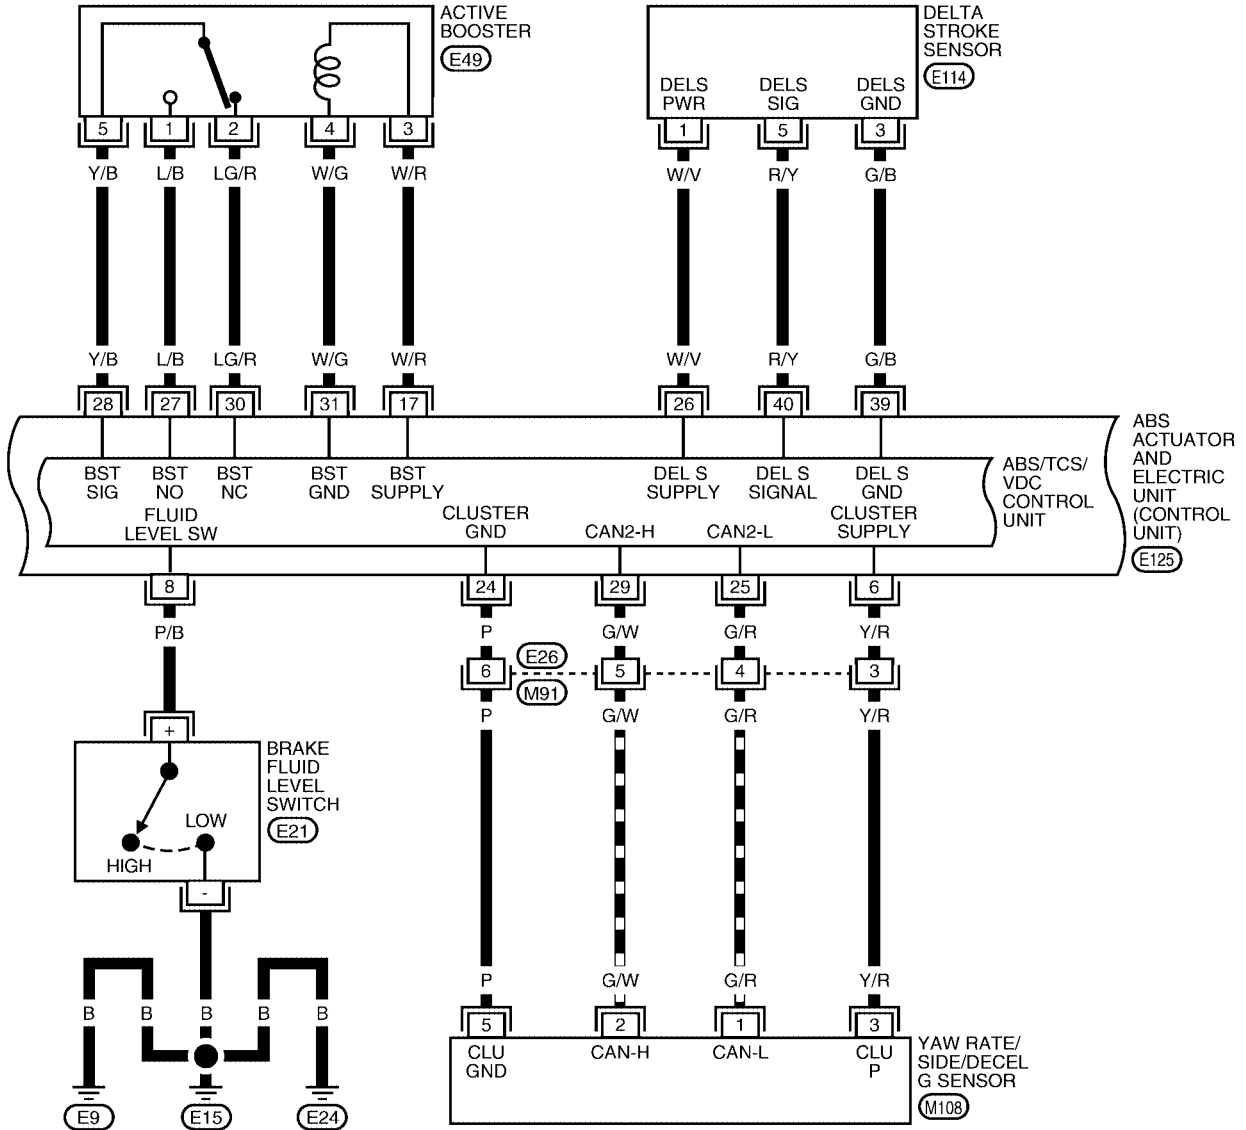 ACTIVE
BOOSTER
E49
DELTA
STROKE
SENSOR
E114
DELS
PWR
DELS
SIG
DELS
GND
5 1 2 4 3
1 5 3
Y/B L/B LG/R W/G W/R
W/V R/Y G/B
Y/B L/B LG/R W/G W/R
W/V R/Y G/B
28 27 30 31 17
26 40 39
ABS
ACTUATOR
AND
ELECTRIC
UNIT
(CONTROL
UNIT)
E125
ABS/TCS/
VDC
CONTROL
UNIT
BST
SIG
BST
NO
BST
NC
BST
GND
BST
SUPPLY
DEL S
SUPPLY
DEL S
SIGNAL
DEL S
GND
FLUID
LEVEL SW
CLUSTER
GND
CAN2-H
CAN2-L
CLUSTER
SUPPLY
8 24 29 25 6
P/B P G/W G/R Y/R
E26
6 5 4 3
M91
P G/W G/R Y/R
+
BRAKE
FLUID
LEVEL
SWITCH
E21
LOW
HIGH
-
P G/W G/R Y/R
B B B B B
5 2 1 3
CLU
GND
CAN-H
CAN-L
CLU
P
YAW RATE/
SIDE/DECEL
G SENSOR
M108
E9 E15 E24